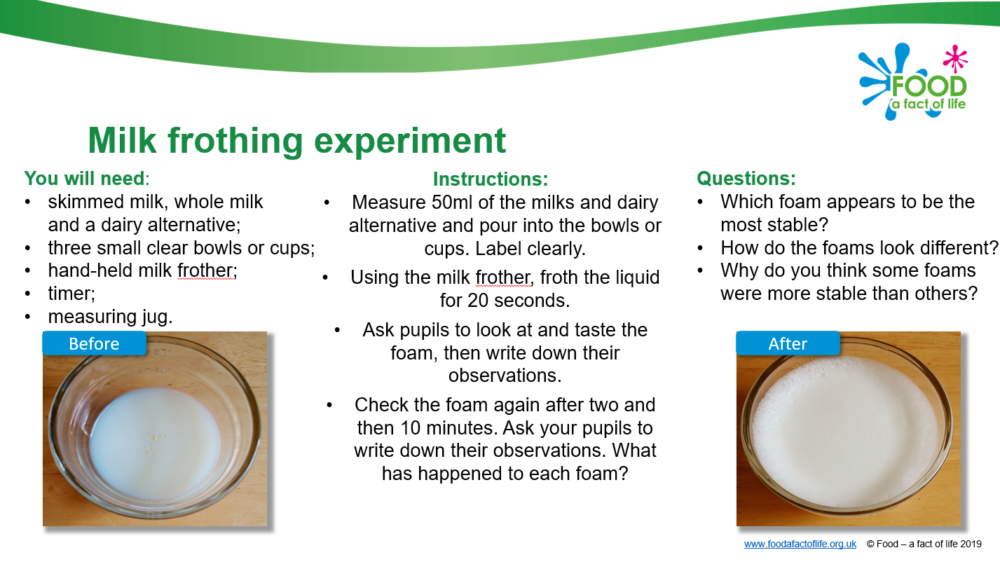 FOOD
a fact of life
Milk frothing experiment
You will need:
• skimmed milk, whole milk
and a dairy alternative;
• three small clear bowls or cups;
• hand-held milk frother;
• timer;
• measuring jug.
Before
Instructions:
• Measure 50ml of the milks and dairy
alternative and pour into the bowls or
cups. Label clearly.
• Using the milk frother, froth the liquid
for 20 seconds.
• Ask pupils to look at and taste the
foam, then write down their
observations.
• Check the foam again after two and
then 10 minutes. Ask your pupils to
write down their observations. What
has happened to each foam?
Questions:
• Which foam appears to be the
most stable?
• How do the foams look different?
• Why do you think some foams
were more stable than others?
After
www.foodafactoflife.org.uk © Food – a fact of life 2019